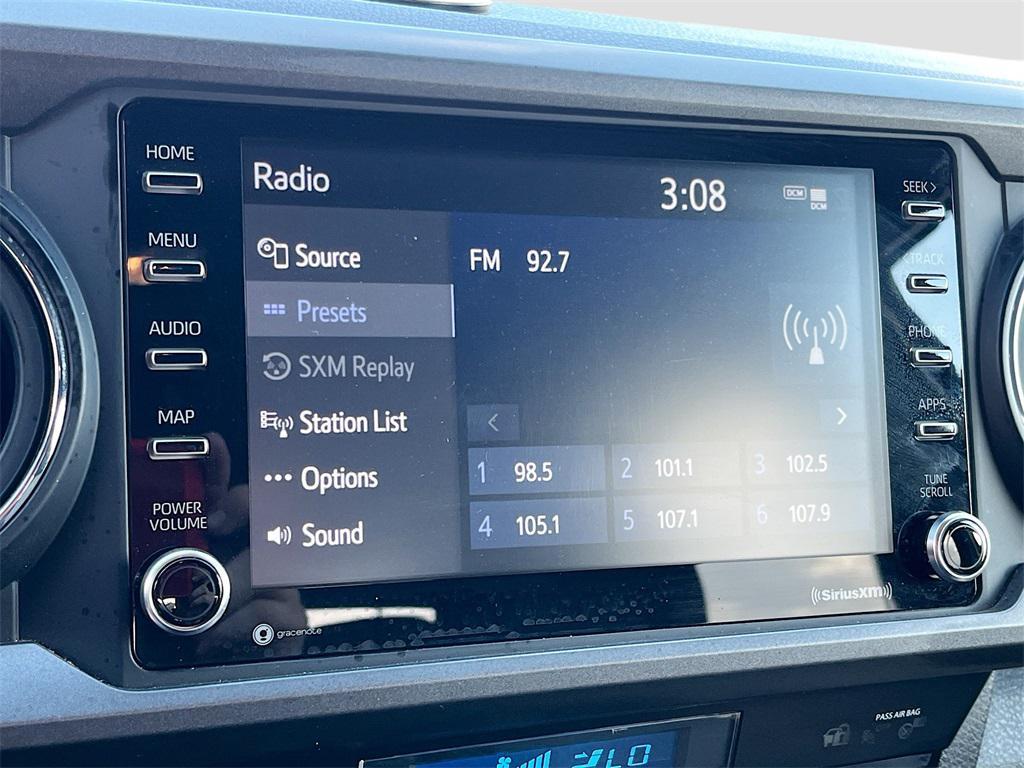 HOME
MENU
AUDIO
MAP
POWER
VOLUME
Radio
3:08
DCM
DCM
Source
Presets
SXM Replay
Station List
Options
Sound
FM 92.7
<
>
1 98.5 2 101.1 3 102.5
4 105.1 5 107.1 6 107.9
SEEK >
< TRACK
PHONE
APPS
TUNE
SCROLL
g gracenote
((SiriusXM))
PASS AIR BAG
LO